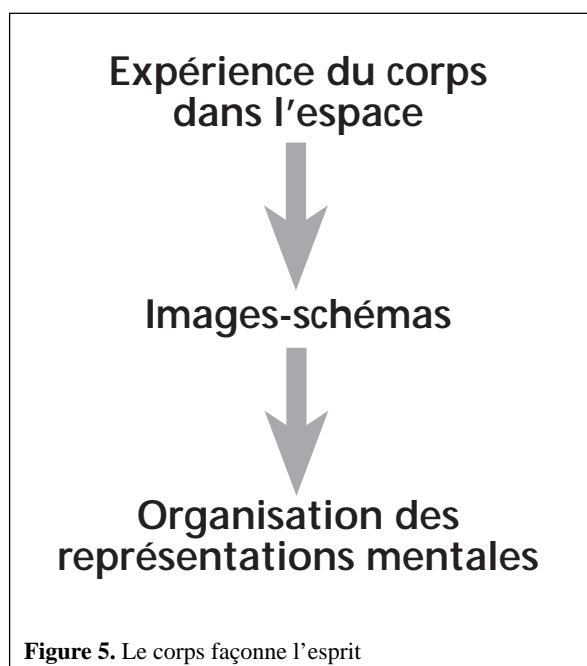 Expérience du corps
dans l'espace
Images-schémas
Organisation des
représentations mentales
Figure 5. Le corps façonne l'esprit